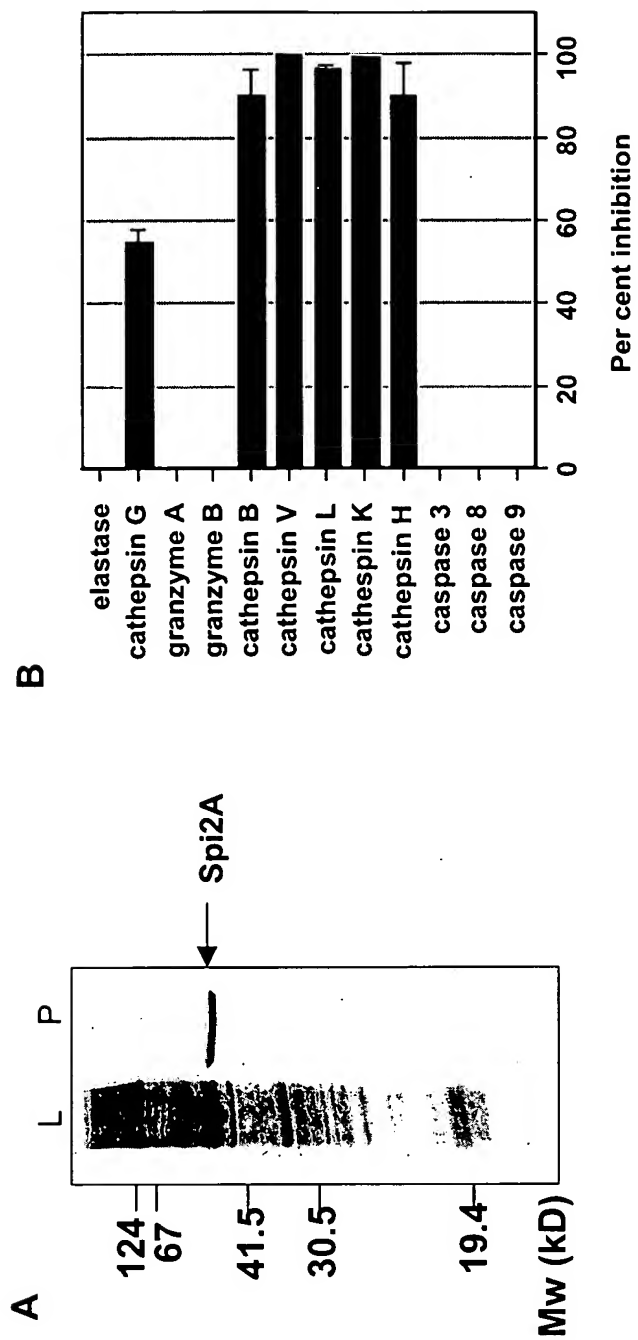 A
L P
124
67
41.5
30.5
19.4
Mw (kD)
Spi2A
B
elastase
cathepsin G
granzyme A
granzyme B
cathepsin B
cathepsin V
cathepsin L
cathespin K
cathepsin H
caspase 3
caspase 8
caspase 9
0 20 40 60 80 100
Per cent inhibition